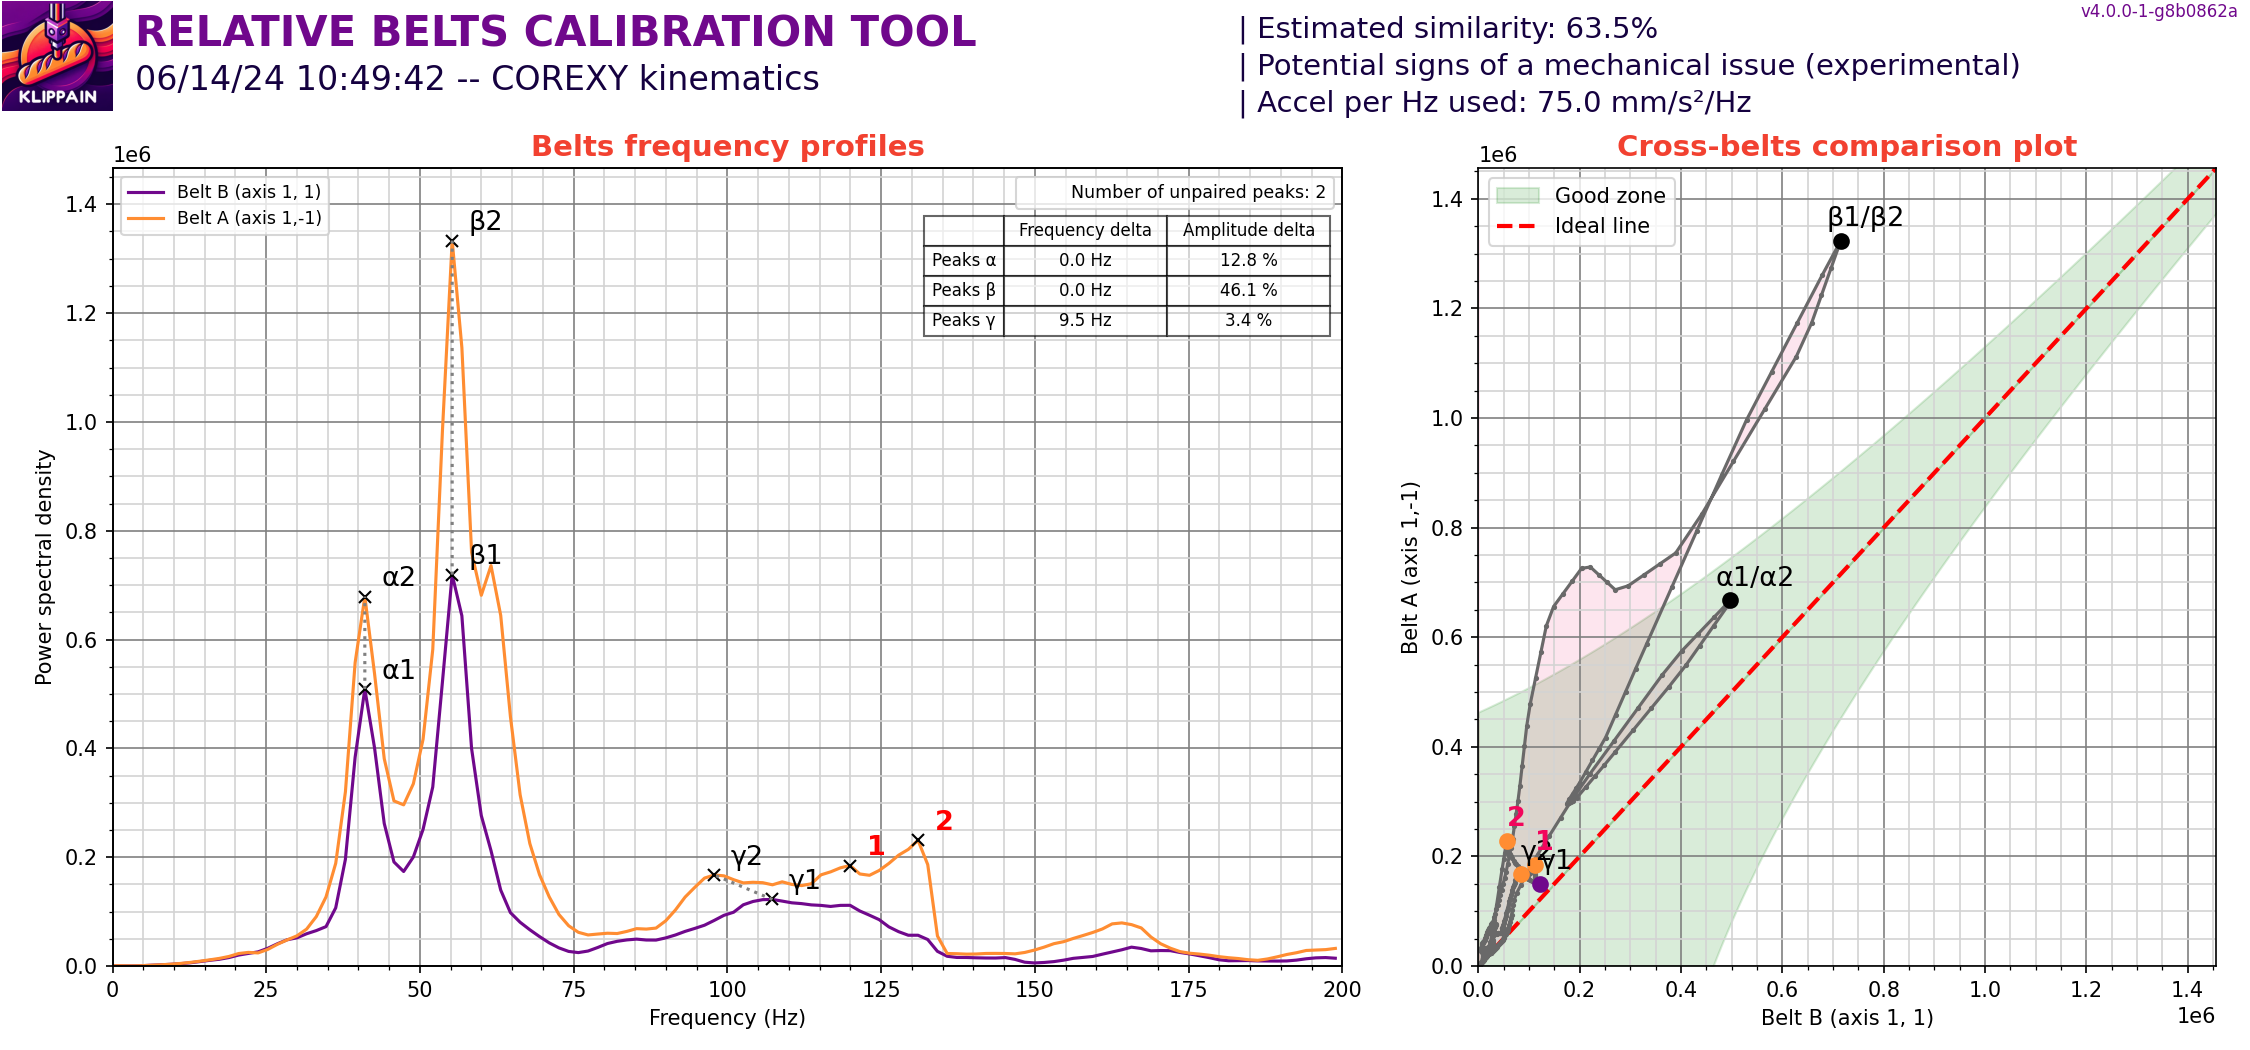 KLIPPAIN
RELATIVE BELTS CALIBRATION TOOL
06/14/24 10:49:42 -- COREXY kinematics
| Estimated similarity: 63.5%
| Potential signs of a mechanical issue (experimental)
| Accel per Hz used: 75.0 mm/s²/Hz
v4.0.0-1-g8b0862a
Belts frequency profiles
1e6
Belt B (axis 1, 1)
Belt A (axis 1,-1)
Number of unpaired peaks: 2
Frequency delta Amplitude delta
Peaks α 0.0 Hz 12.8 %
Peaks β 0.0 Hz 46.1 %
Peaks γ 9.5 Hz 3.4 %
β2
β1
α2
α1
γ2
γ1
1
2
1.4
1.2
1.0
0.8
0.6
0.4
0.2
0.0
Power spectral density
0 25 50 75 100 125 150 175 200
Frequency (Hz)
Cross-belts comparison plot
1e6
Good zone
Ideal line
β1/β2
α1/α2
2
1
γ2
γ1
1.4
1.2
1.0
0.8
0.6
0.4
0.2
0.0
Belt A (axis 1,-1)
0.0 0.2 0.4 0.6 0.8 1.0 1.2 1.4
Belt B (axis 1, 1)
1e6